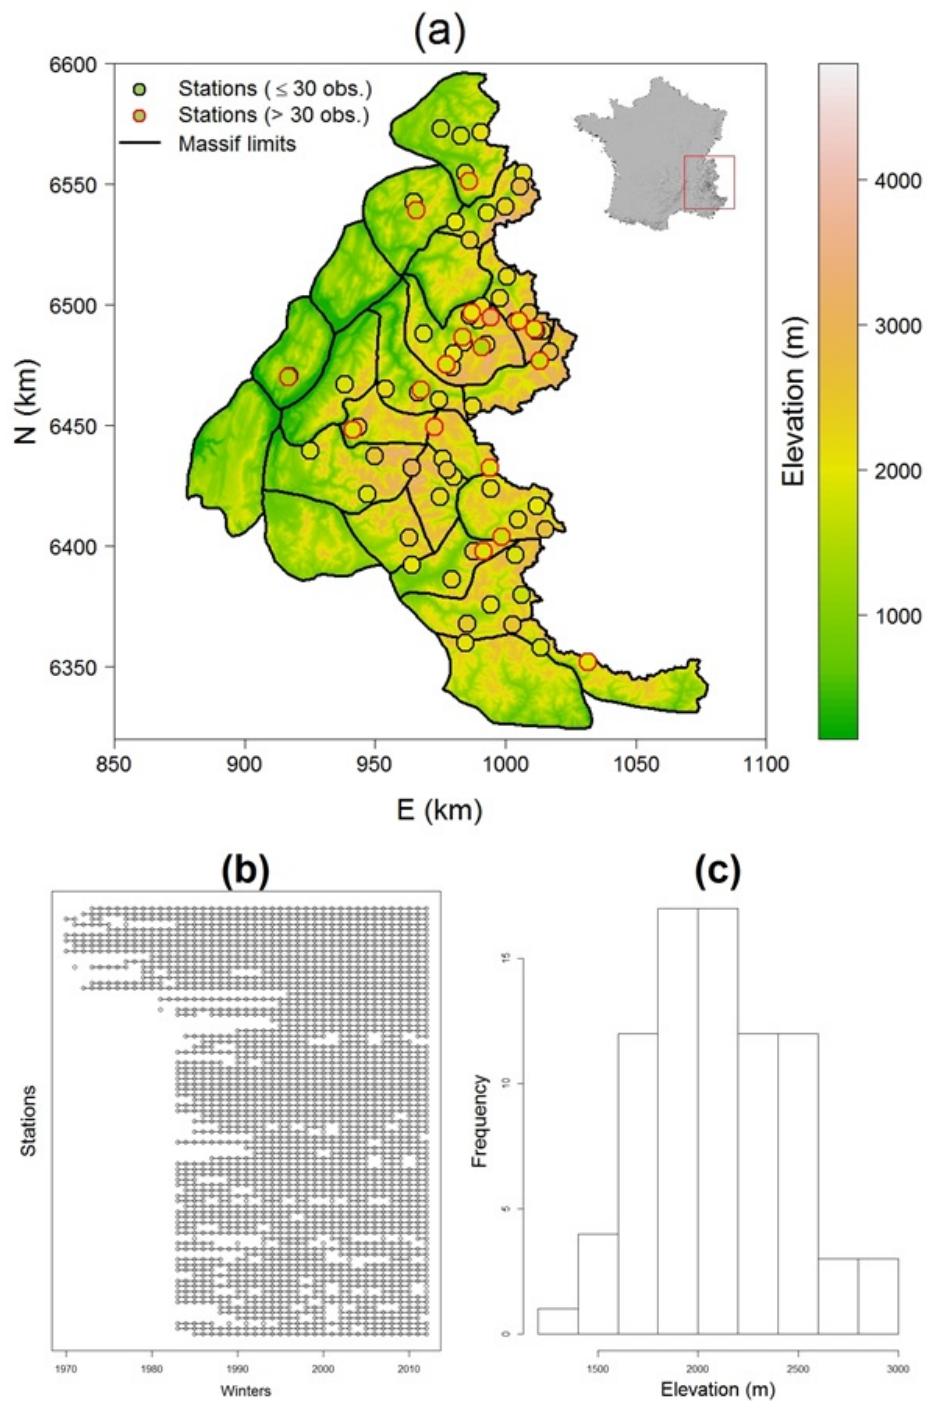 (a)
6600
6550
6500
6450
6400
6350
N (km)
Stations (≤ 30 obs.)
Stations (> 30 obs.)
Massif limits
850 900 950 1000 1050 1100
E (km)
Elevation (m)
4000
3000
2000
1000
(b)
Stations
1970 1980 1990 2000 2010
Winters
(c)
Frequency
15
10
5
0
1500 2000 2500 3000
Elevation (m)